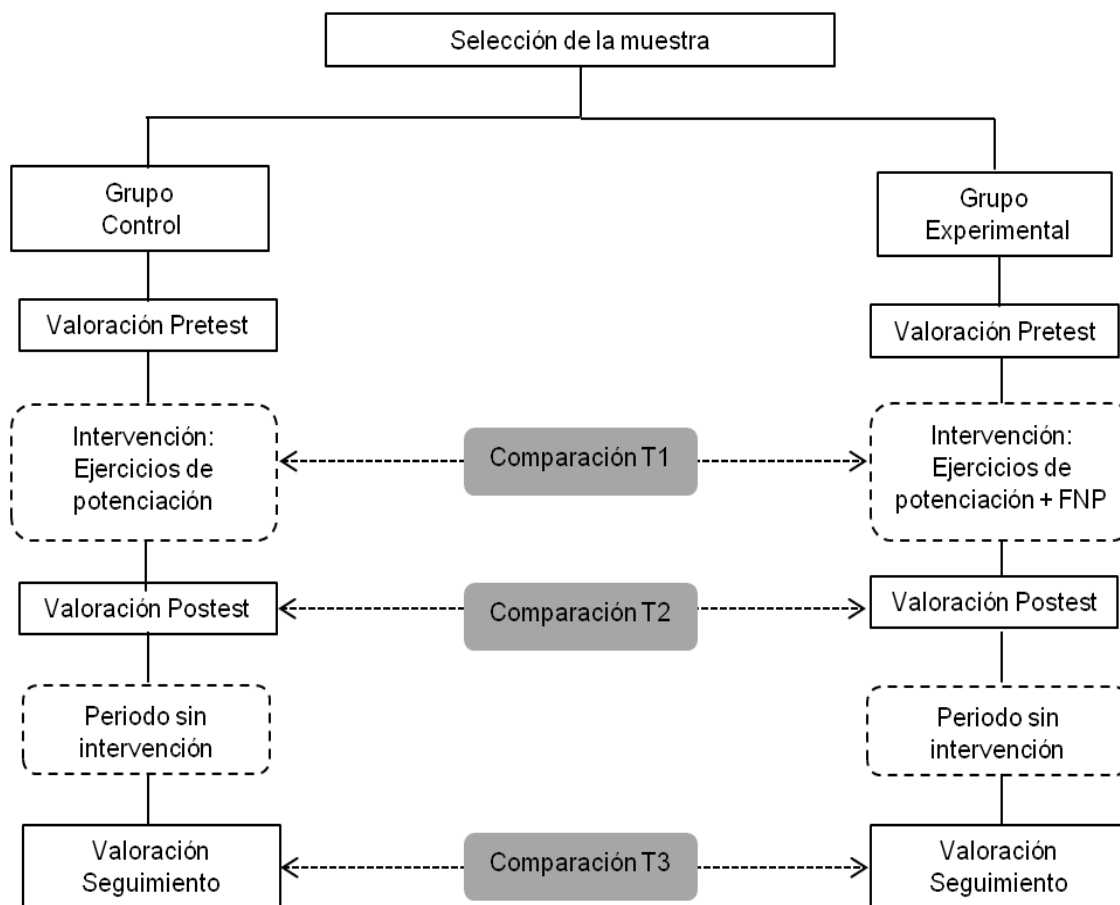 Selección de la muestra
Grupo
Control
Grupo
Experimental
Valoración Pretest
Valoración Pretest
Intervención:
Ejercicios de
potenciación
Comparación T1
Intervención:
Ejercicios de
potenciación + FNP
Valoración Postest
Comparación T2
Valoración Postest
Periodo sin
intervención
Periodo sin
intervención
Valoración
Seguimiento
Comparación T3
Valoración
Seguimiento